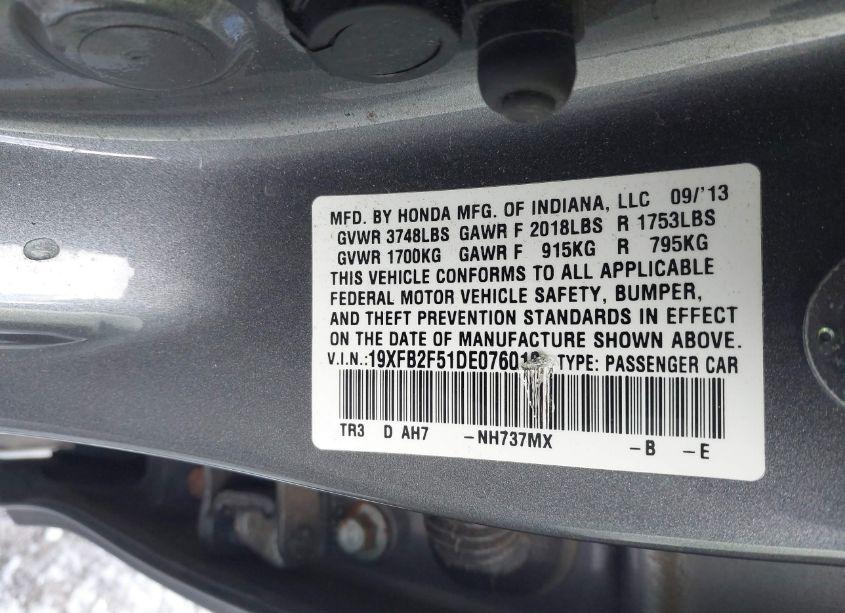 MFD. BY HONDA MFG. OF INDIANA, LLC 09/'13
GVWR 3748LBS GAWR F 2018LBS R 1753LBS
GVWR 1700KG GAWR F 915KG R 795KG
THIS VEHICLE CONFORMS TO ALL APPLICABLE
FEDERAL MOTOR VEHICLE SAFETY, BUMPER,
AND THEFT PREVENTION STANDARDS IN EFFECT
ON THE DATE OF MANUFACTURE SHOWN ABOVE.
V.I.N.: TYPE: PASSENGER CAR
TR3 D AH7 -NH737MX -B -E